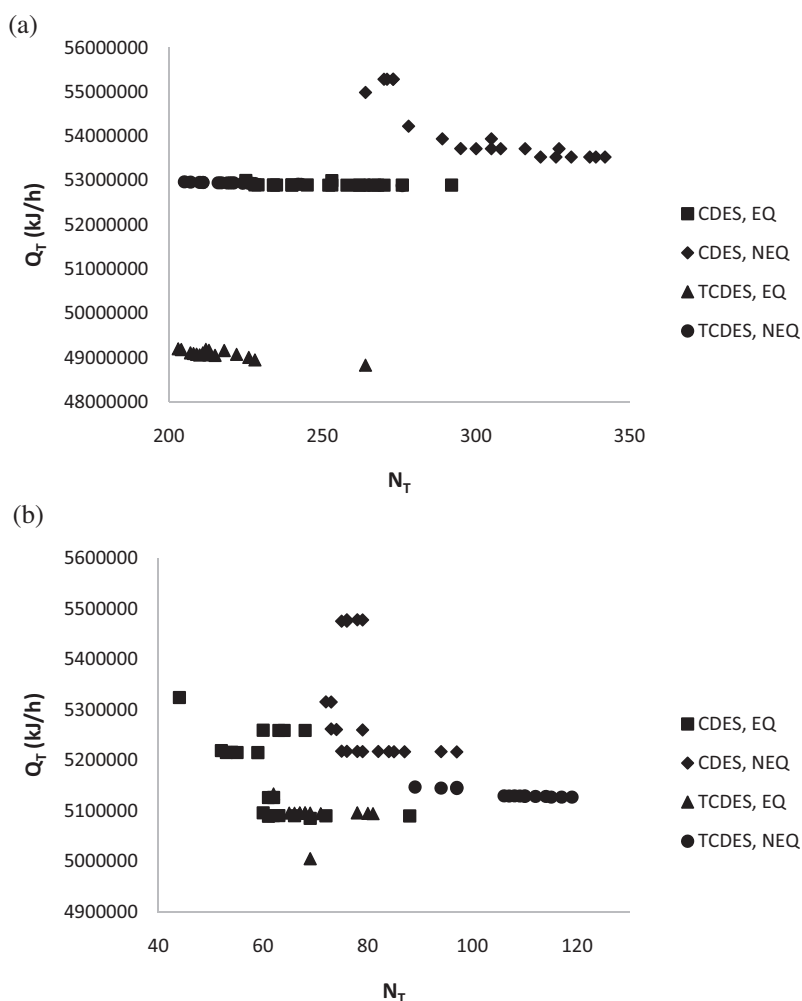 (a)
56000000
55000000
54000000
53000000
52000000
51000000
50000000
49000000
48000000
Q_T (kJ/h)
200 250 300 350
N_T
CDES, EQ
CDES, NEQ
TCDES, EQ
TCDES, NEQ
(b)
5600000
5500000
5400000
5300000
5200000
5100000
5000000
4900000
Q_T (kJ/h)
40 60 80 100 120
N_T
CDES, EQ
CDES, NEQ
TCDES, EQ
TCDES, NEQ